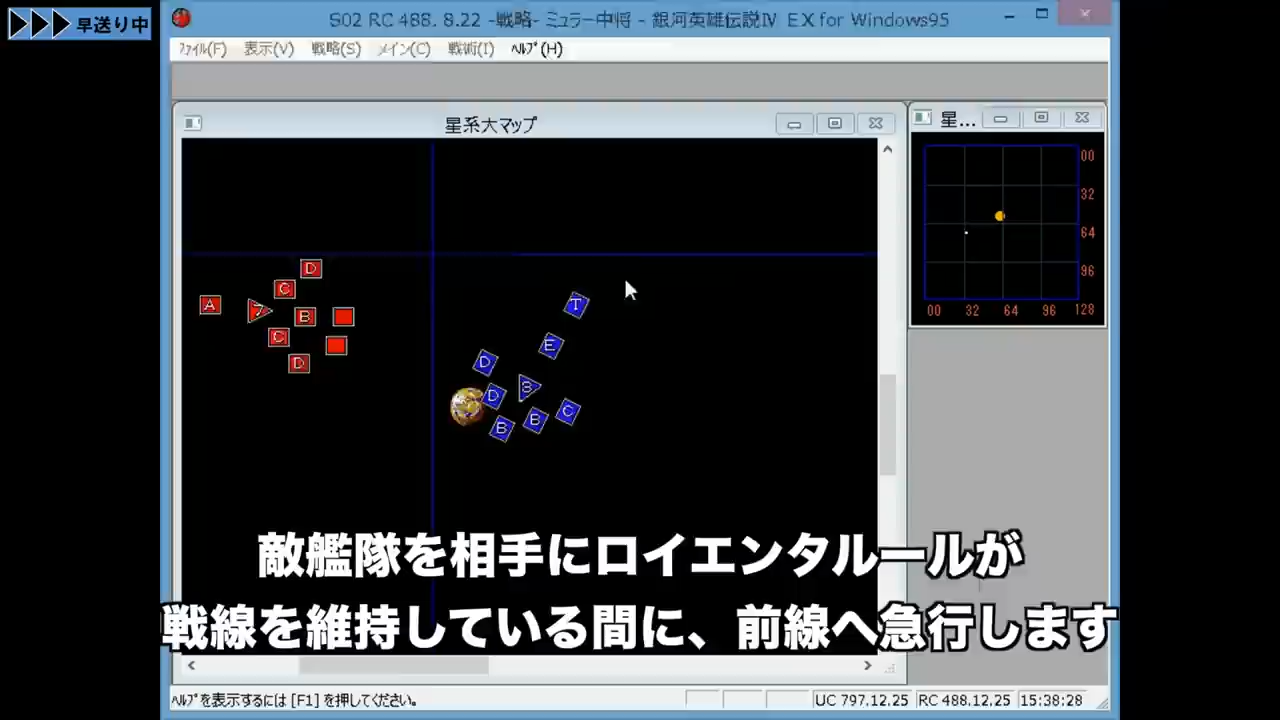 早送り中
S02 RC 488. 8.22 -戦略- ミュラー中将 - 銀河英雄伝説Ⅳ EX for Windows95
ﾌｧｲﾙ(F) 表示(V) 戦略(S) メイン(C) 戦術(I) ﾍﾙﾌﾟ(H)
星系大マップ
星...
00
32
64
96
00 32 64 96 128
D
C
A
フ
B
C
D
T
E
D
3
D
C
B
B
敵艦隊を相手にロイエンタルールが
戦線を維持している間に、前線へ急行します
ﾍﾙﾌﾟを表示するには [F1] を押してください。
UC 797.12.25 RC 488.12.25 15:38:28